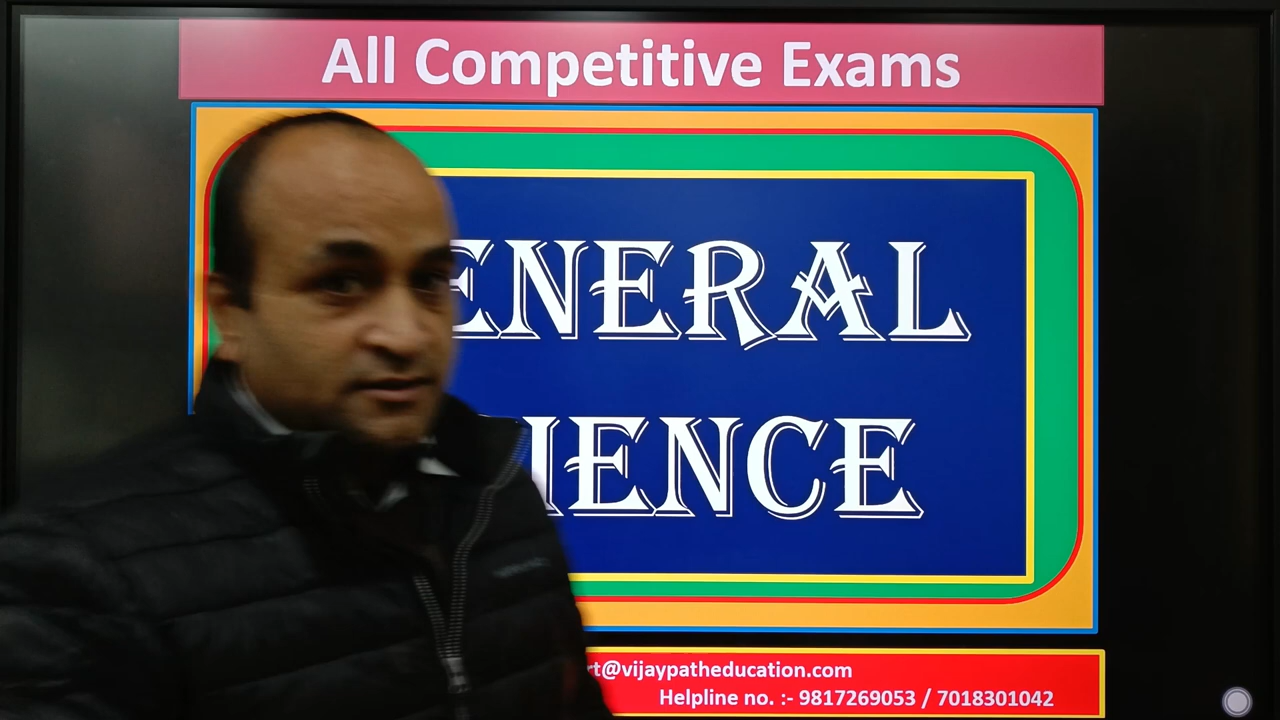 All Competitive Exams
ENERAL
IENCE
rt@vijaypatheducation.com
Helpline no. :- 9817269053 / 7018301042